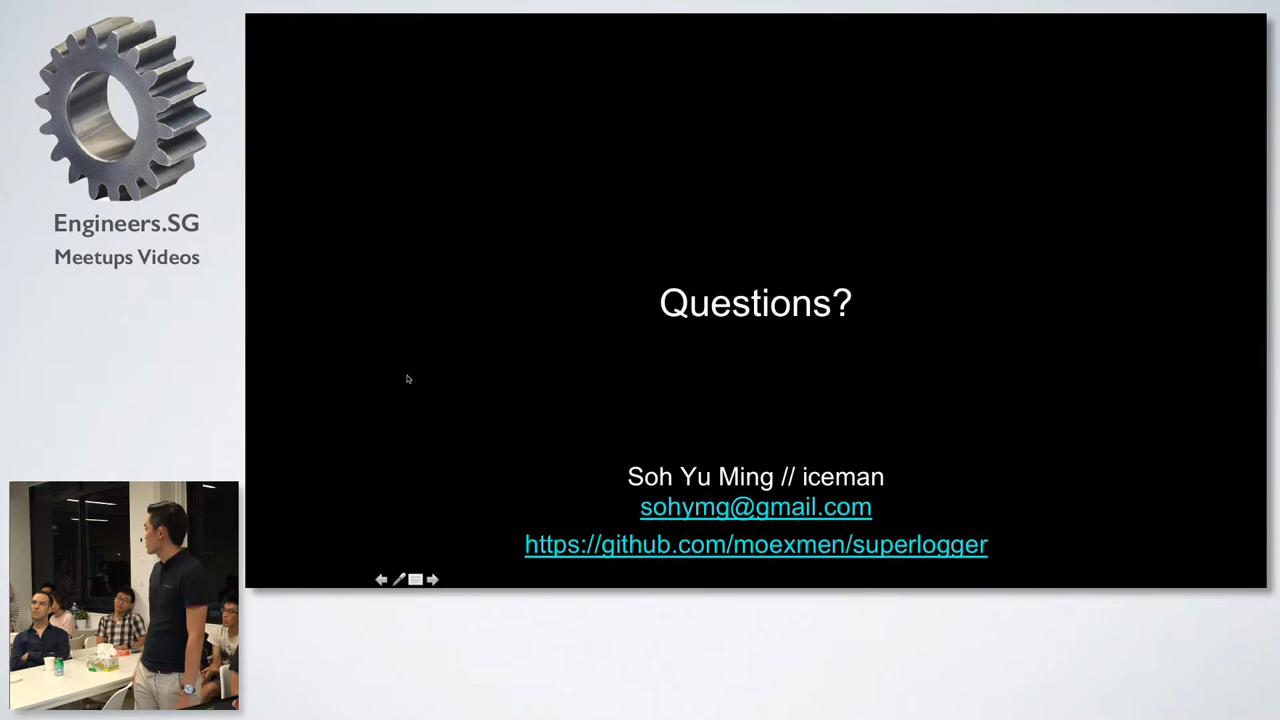 Engineers.SG
Meetups Videos
Questions?
Soh Yu Ming // iceman
sohymg@gmail.com
https://github.com/moexmen/superlogger